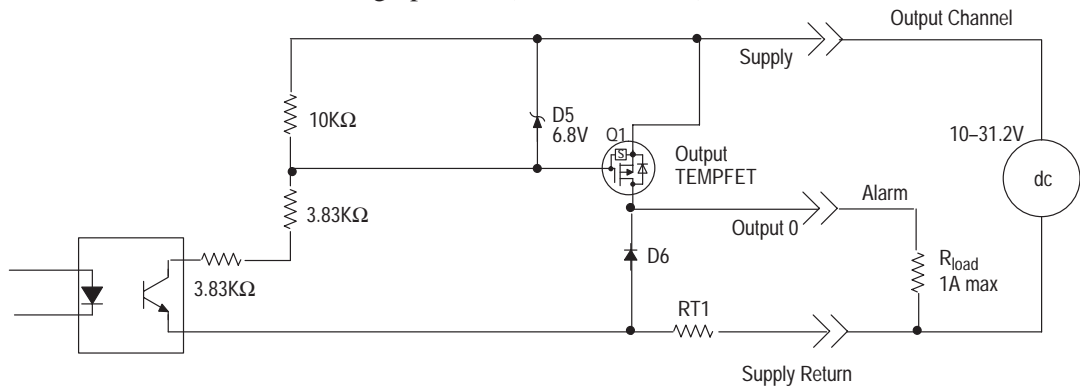 Output Channel
Supply
10KΩ
D5
6.8V
Q1
S
Output
TEMPFET
10–31.2V
dc
3.83KΩ
Alarm
Output 0
D6
R_load
1A max
3.83KΩ
RT1
Supply Return